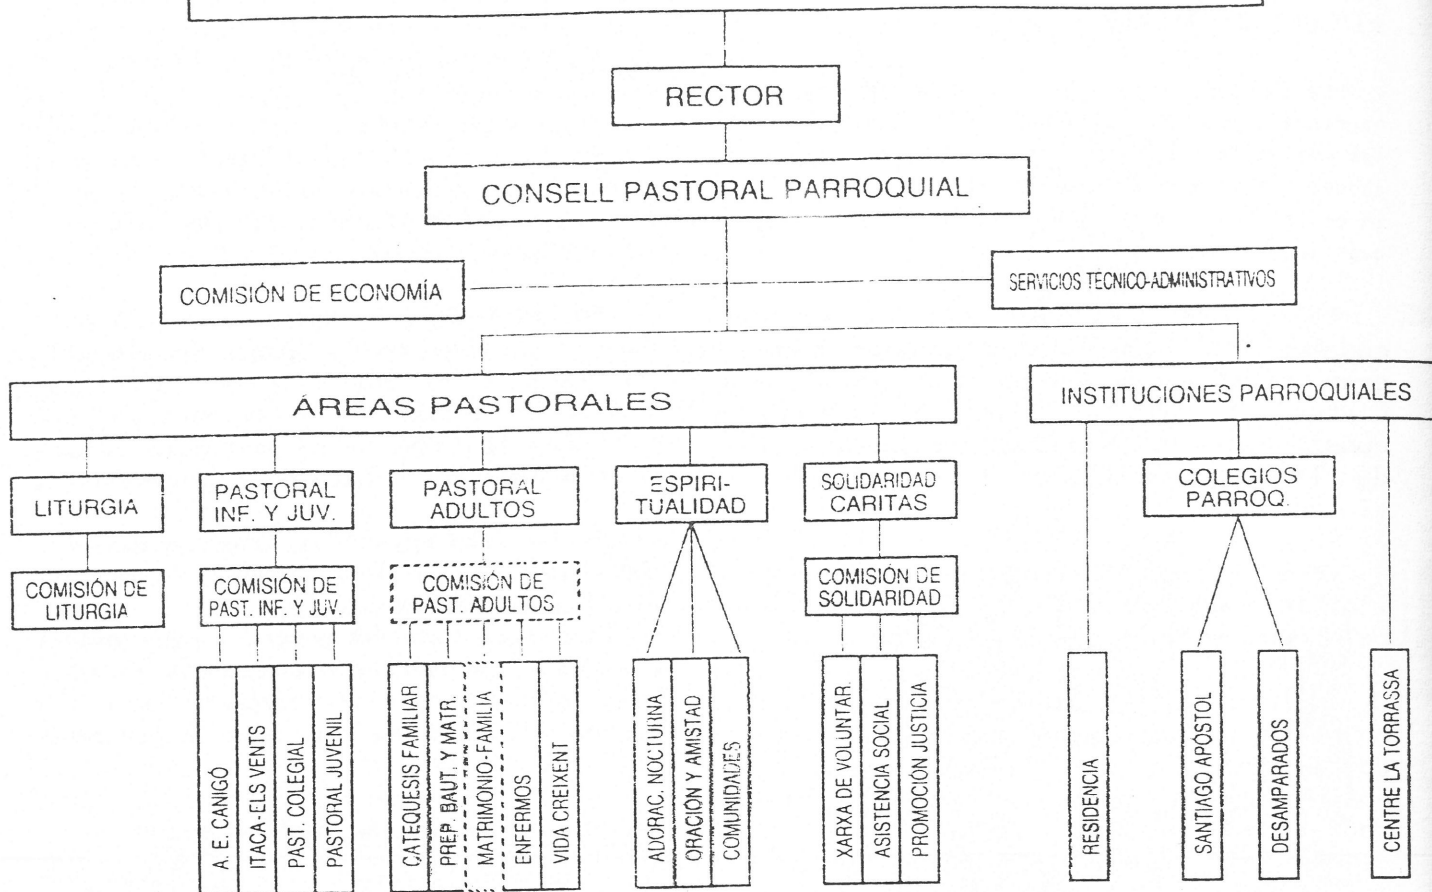 RECTOR
CONSELL PASTORAL PARROQUIAL
COMISIÓN DE ECONOMÍA
SERVICIOS TECNICO-ADMINISTRATIVOS
ÁREAS PASTORALES
INSTITUCIONES PARROQUIALES
LITURGIA
PASTORAL
INF. Y JUV.
PASTORAL
ADULTOS
ESPIRI-
TUALIDAD
SOLIDARIDAD
CARITAS
COLEGIOS
PARROQ.
COMISIÓN DE
LITURGIA
COMISIÓN DE
PAST. INF. Y JUV.
COMISIÓN DE
PAST. ADULTOS
COMISIÓN DE
SOLIDARIDAD
A. E. CANIGÓ
ITACA-ELS VENTS
PAST. COLEGIAL
PASTORAL JUVENIL
CATEQUESIS FAMILIAR
PREP. BAUT. Y MATR.
MATRIMONIO-FAMILIA
ENFERMOS
VIDA CREIXENT
ADORAC. NOCTURNA
ORACIÓN Y AMISTAD
COMUNIDADES
XARXA DE VOLUNTAR.
ASISTENCIA SOCIAL
PROMOCIÓN JUSTICIA
RESIDENCIA
SANTIAGO APÓSTOL
DESAMPARADOS
CENTRE LA TORRASSA